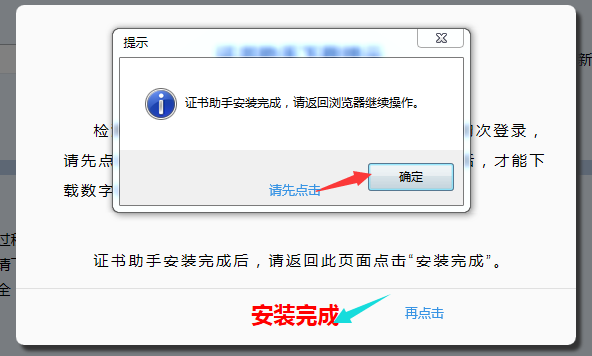 提示
新
证书助手安装完成，请返回浏览器继续操作。
检
次登录，
请先点
，才能下
载数字
确定
请先点击
过程
请
全
证书助手安装完成后，请返回此页面点击“安装完成”。
安装完成
再点击